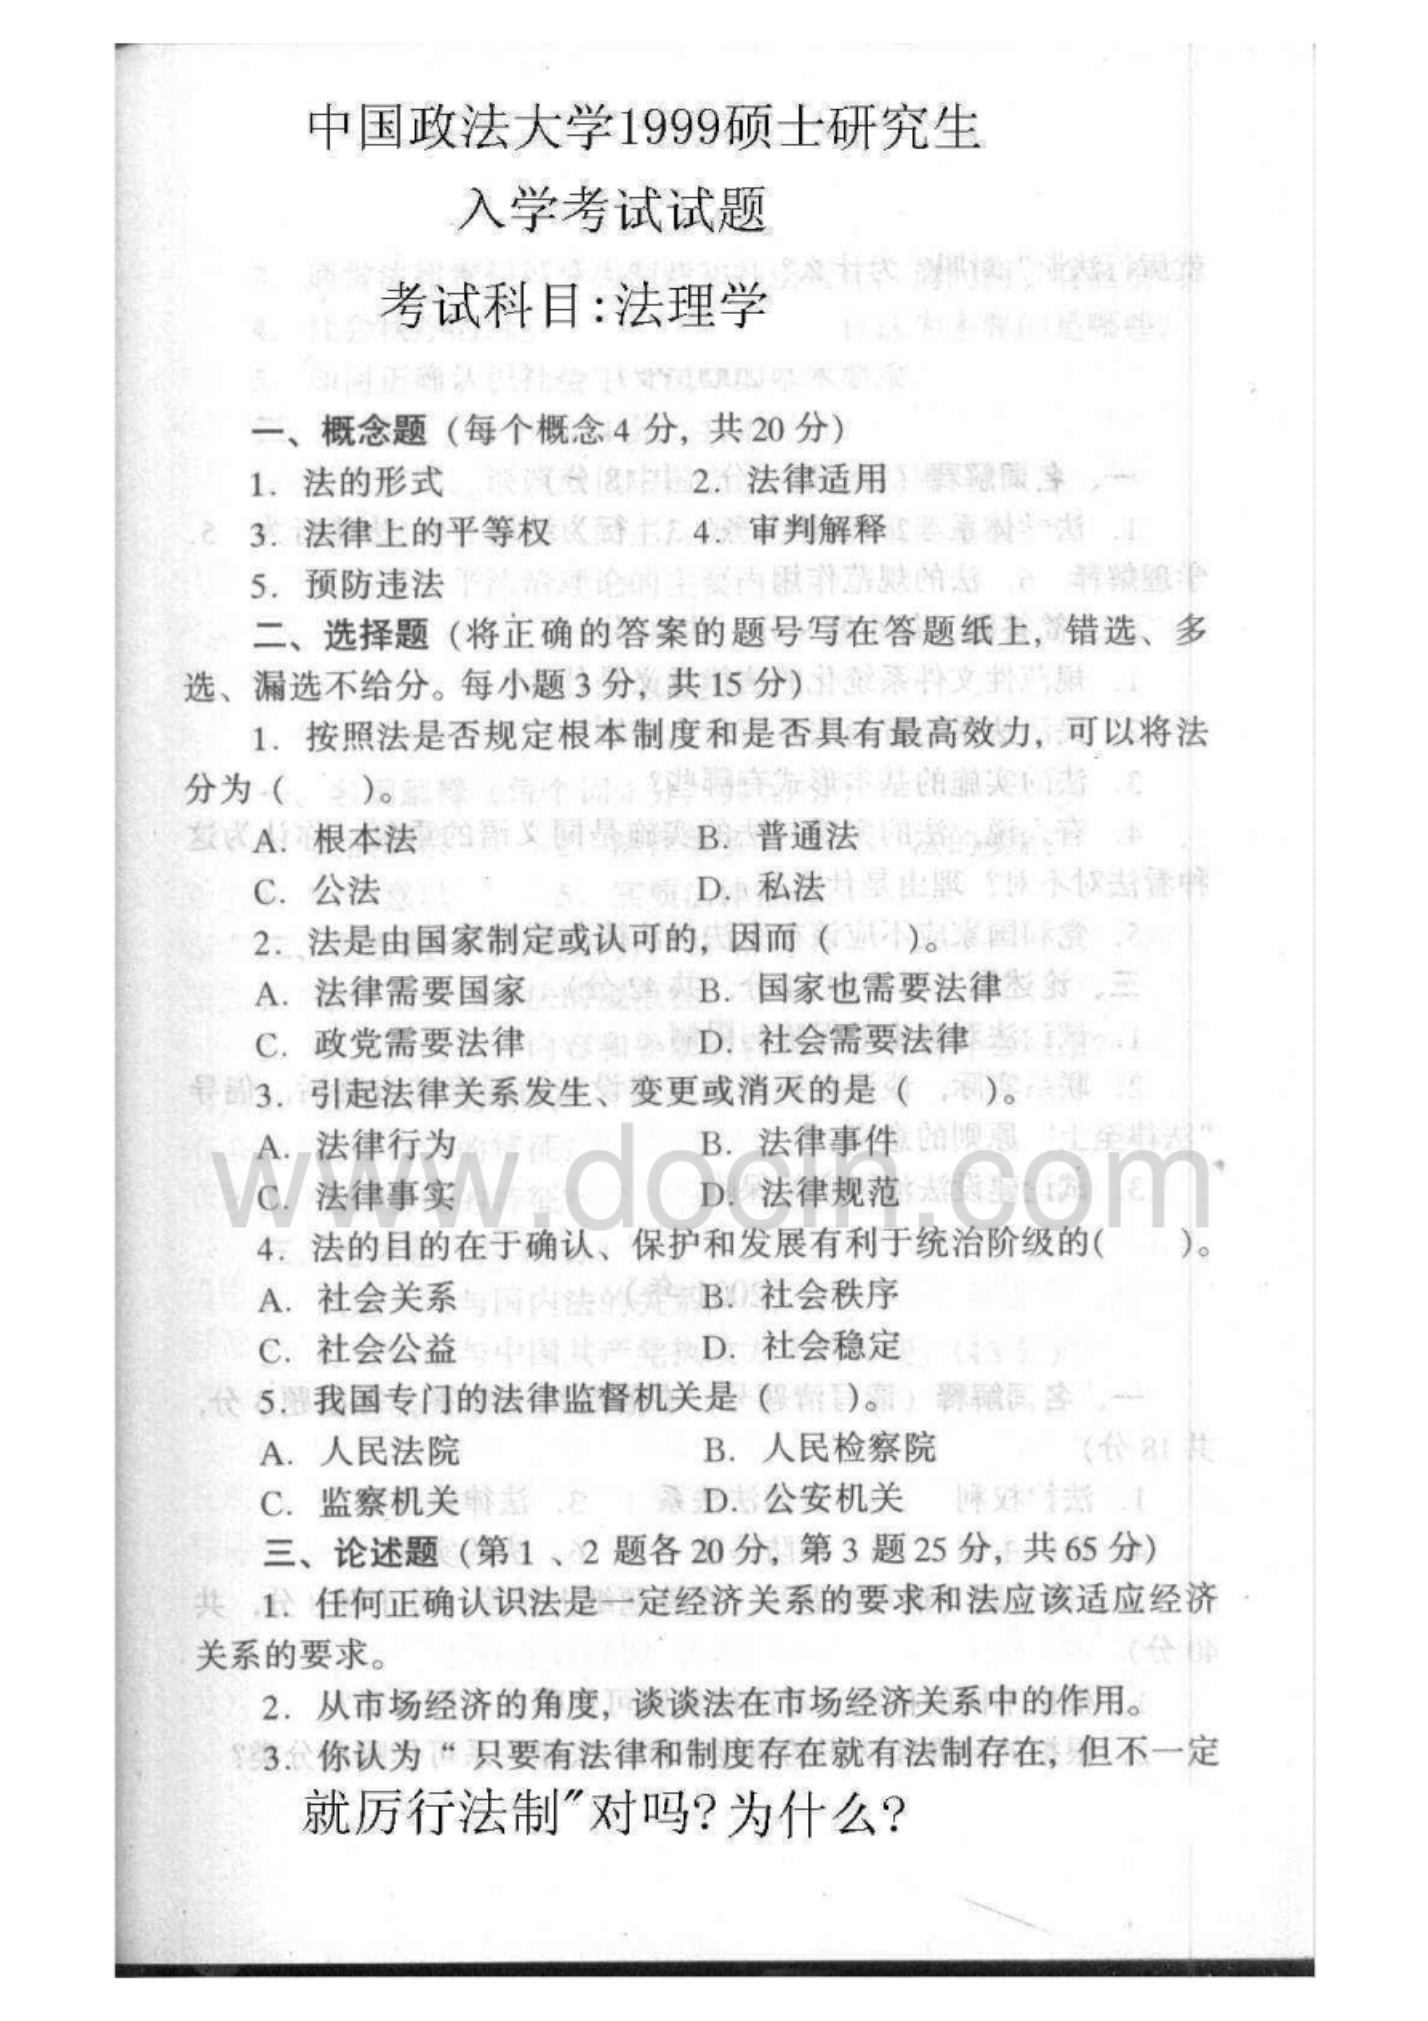 中国政法大学1999硕士研究生
入学考试试题
考试科目:法理学
一、概念题（每个概念4分，共20分）
1. 法的形式 2. 法律适用
3. 法律上的平等权 4. 审判解释
5. 预防违法
二、选择题（将正确的答案的题号写在答题纸上，错选、多
选、漏选不给分。每小题3分，共15分）
1. 按照法是否规定根本制度和是否具有最高效力，可以将法
分为（ ）。
A. 根本法 B. 普通法
C. 公法 D. 私法
2. 法是由国家制定或认可的，因而（ ）。
A. 法律需要国家 B. 国家也需要法律
C. 政党需要法律 D. 社会需要法律
3. 引起法律关系发生、变更或消灭的是（ ）。
A. 法律行为 B. 法律事件
C. 法律事实 D. 法律规范
www.docin.com
4. 法的目的在于确认、保护和发展有利于统治阶级的（ ）。
A. 社会关系 B. 社会秩序
C. 社会公益 D. 社会稳定
5. 我国专门的法律监督机关是（ ）。
A. 人民法院 B. 人民检察院
C. 监察机关 D. 公安机关
三、论述题（第1、2题各20分，第3题25分，共65分）
1. 任何正确认识法是一定经济关系的要求和法应该适应经济
关系的要求。
2. 从市场经济的角度，谈谈法在市场经济关系中的作用。
3. 你认为“只要有法律和制度存在就有法制存在，但不一定
就厉行法制”对吗?为什么?